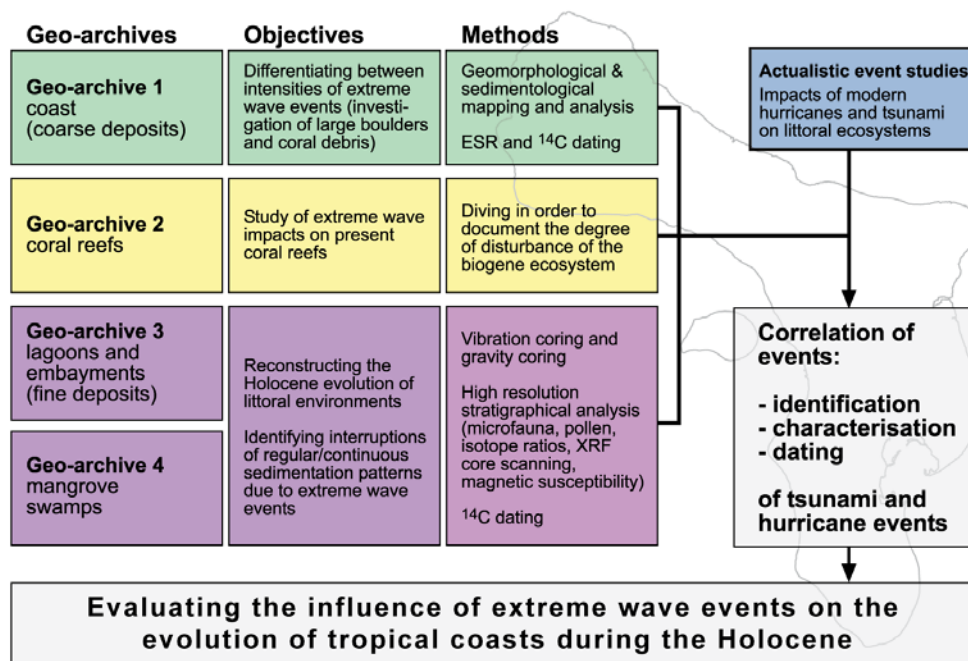 Geo-archives
Objectives
Methods
Geo-archive 1
coast
(coarse deposits)
Differentiating between
intensities of extreme
wave events (investi-
gation of large boulders
and coral debris)
Geomorphological &
sedimentological
mapping and analysis
ESR and ¹⁴C dating
Actualistic event studies
Impacts of modern
hurricanes and tsunami
on littoral ecosystems
Geo-archive 2
coral reefs
Study of extreme wave
impacts on present
coral reefs
Diving in order to
document the degree
of disturbance of the
biogene ecosystem
Geo-archive 3
lagoons and
embayments
(fine deposits)
Geo-archive 4
mangrove
swamps
Reconstructing the
Holocene evolution of
littoral environments
Identifying interruptions
of regular/continuous
sedimentation patterns
due to extreme wave
events
Vibration coring and
gravity coring
High resolution
stratigraphical analysis
(microfauna, pollen,
isotope ratios, XRF
core scanning,
magnetic susceptibility)
¹⁴C dating
Correlation of
events:
- identification
- characterisation
- dating
of tsunami and
hurricane events
Evaluating the influence of extreme wave events on the
evolution of tropical coasts during the Holocene